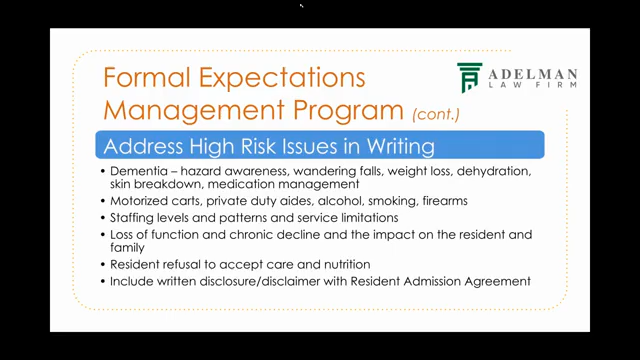 Formal Expectations
Management Program (cont.)
ADELMAN
LAW FIRM
Address High Risk Issues in Writing
• Dementia – hazard awareness, wandering falls, weight loss, dehydration,
skin breakdown, medication management
• Motorized carts, private duty aides, alcohol, smoking, firearms
• Staffing levels and patterns and service limitations
• Loss of function and chronic decline and the impact on the resident and
family
• Resident refusal to accept care and nutrition
• Include written disclosure/disclaimer with Resident Admission Agreement